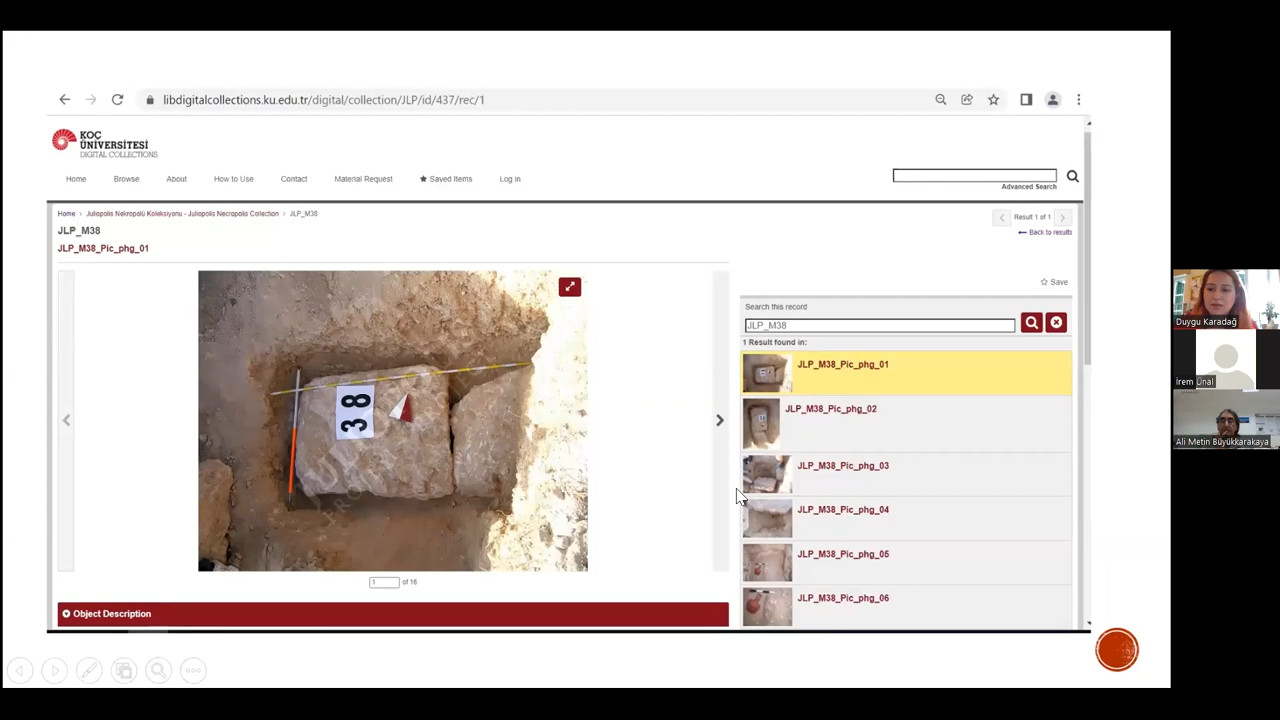 libdigitalcollections.ku.edu.tr/digital/collection/JLP/id/437/rec/1
KOÇ
ÜNİVERSİTESİ
DIGITAL COLLECTIONS
Home Browse About How to Use Contact Material Request Saved Items Log in
Advanced Search
Home › Juliopolis Nekropolü Koleksiyonu - Juliopolis Necropolis Collection › JLP_M38
Result 1 of 1
Back to results
JLP_M38
JLP_M38_Pic_phg_01
Save
Search this record
JLP_M38
1 Result found in:
JLP_M38_Pic_phg_01
JLP_M38_Pic_phg_02
JLP_M38_Pic_phg_03
JLP_M38_Pic_phg_04
JLP_M38_Pic_phg_05
JLP_M38_Pic_phg_06
38
1 of 16
Object Description
Duygu Karadağ
İrem Ünal
Ali Metin Büyükkarakaya